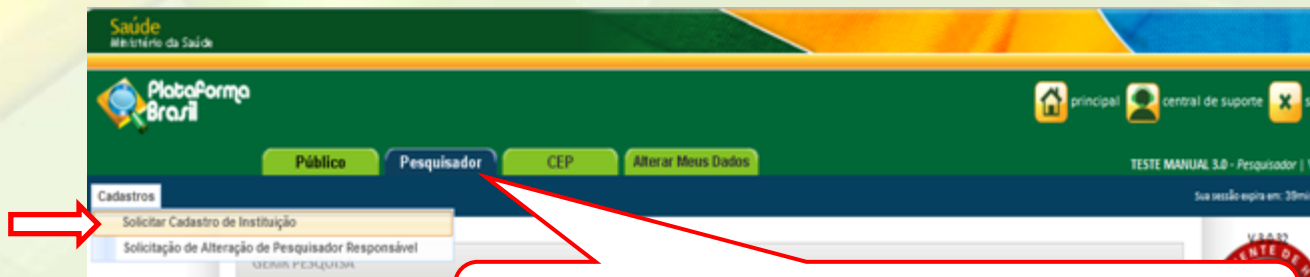 Saúde
Ministério da Saúde
Plataforma
Brasil
principal
central de suporte
Público
Pesquisador
CEP
Alterar Meus Dados
TESTE MANUAL 3.0 - Pesquisador |
Cadastros
Sua sessão expira em: 39min
Solicitar Cadastro de Instituição
Solicitação de Alteração de Pesquisador Responsável
GERIR PESQUISA